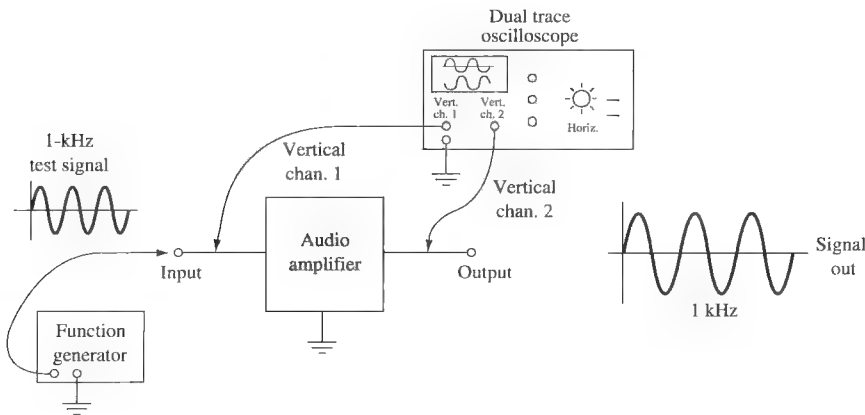 Dual trace
oscilloscope
Vert.
ch. 1
Vert.
ch. 2
Horiz.
1-kHz
test signal
Vertical
chan. 1
Vertical
chan. 2
Audio
amplifier
Input
Output
Signal
out
1 kHz
Function
generator